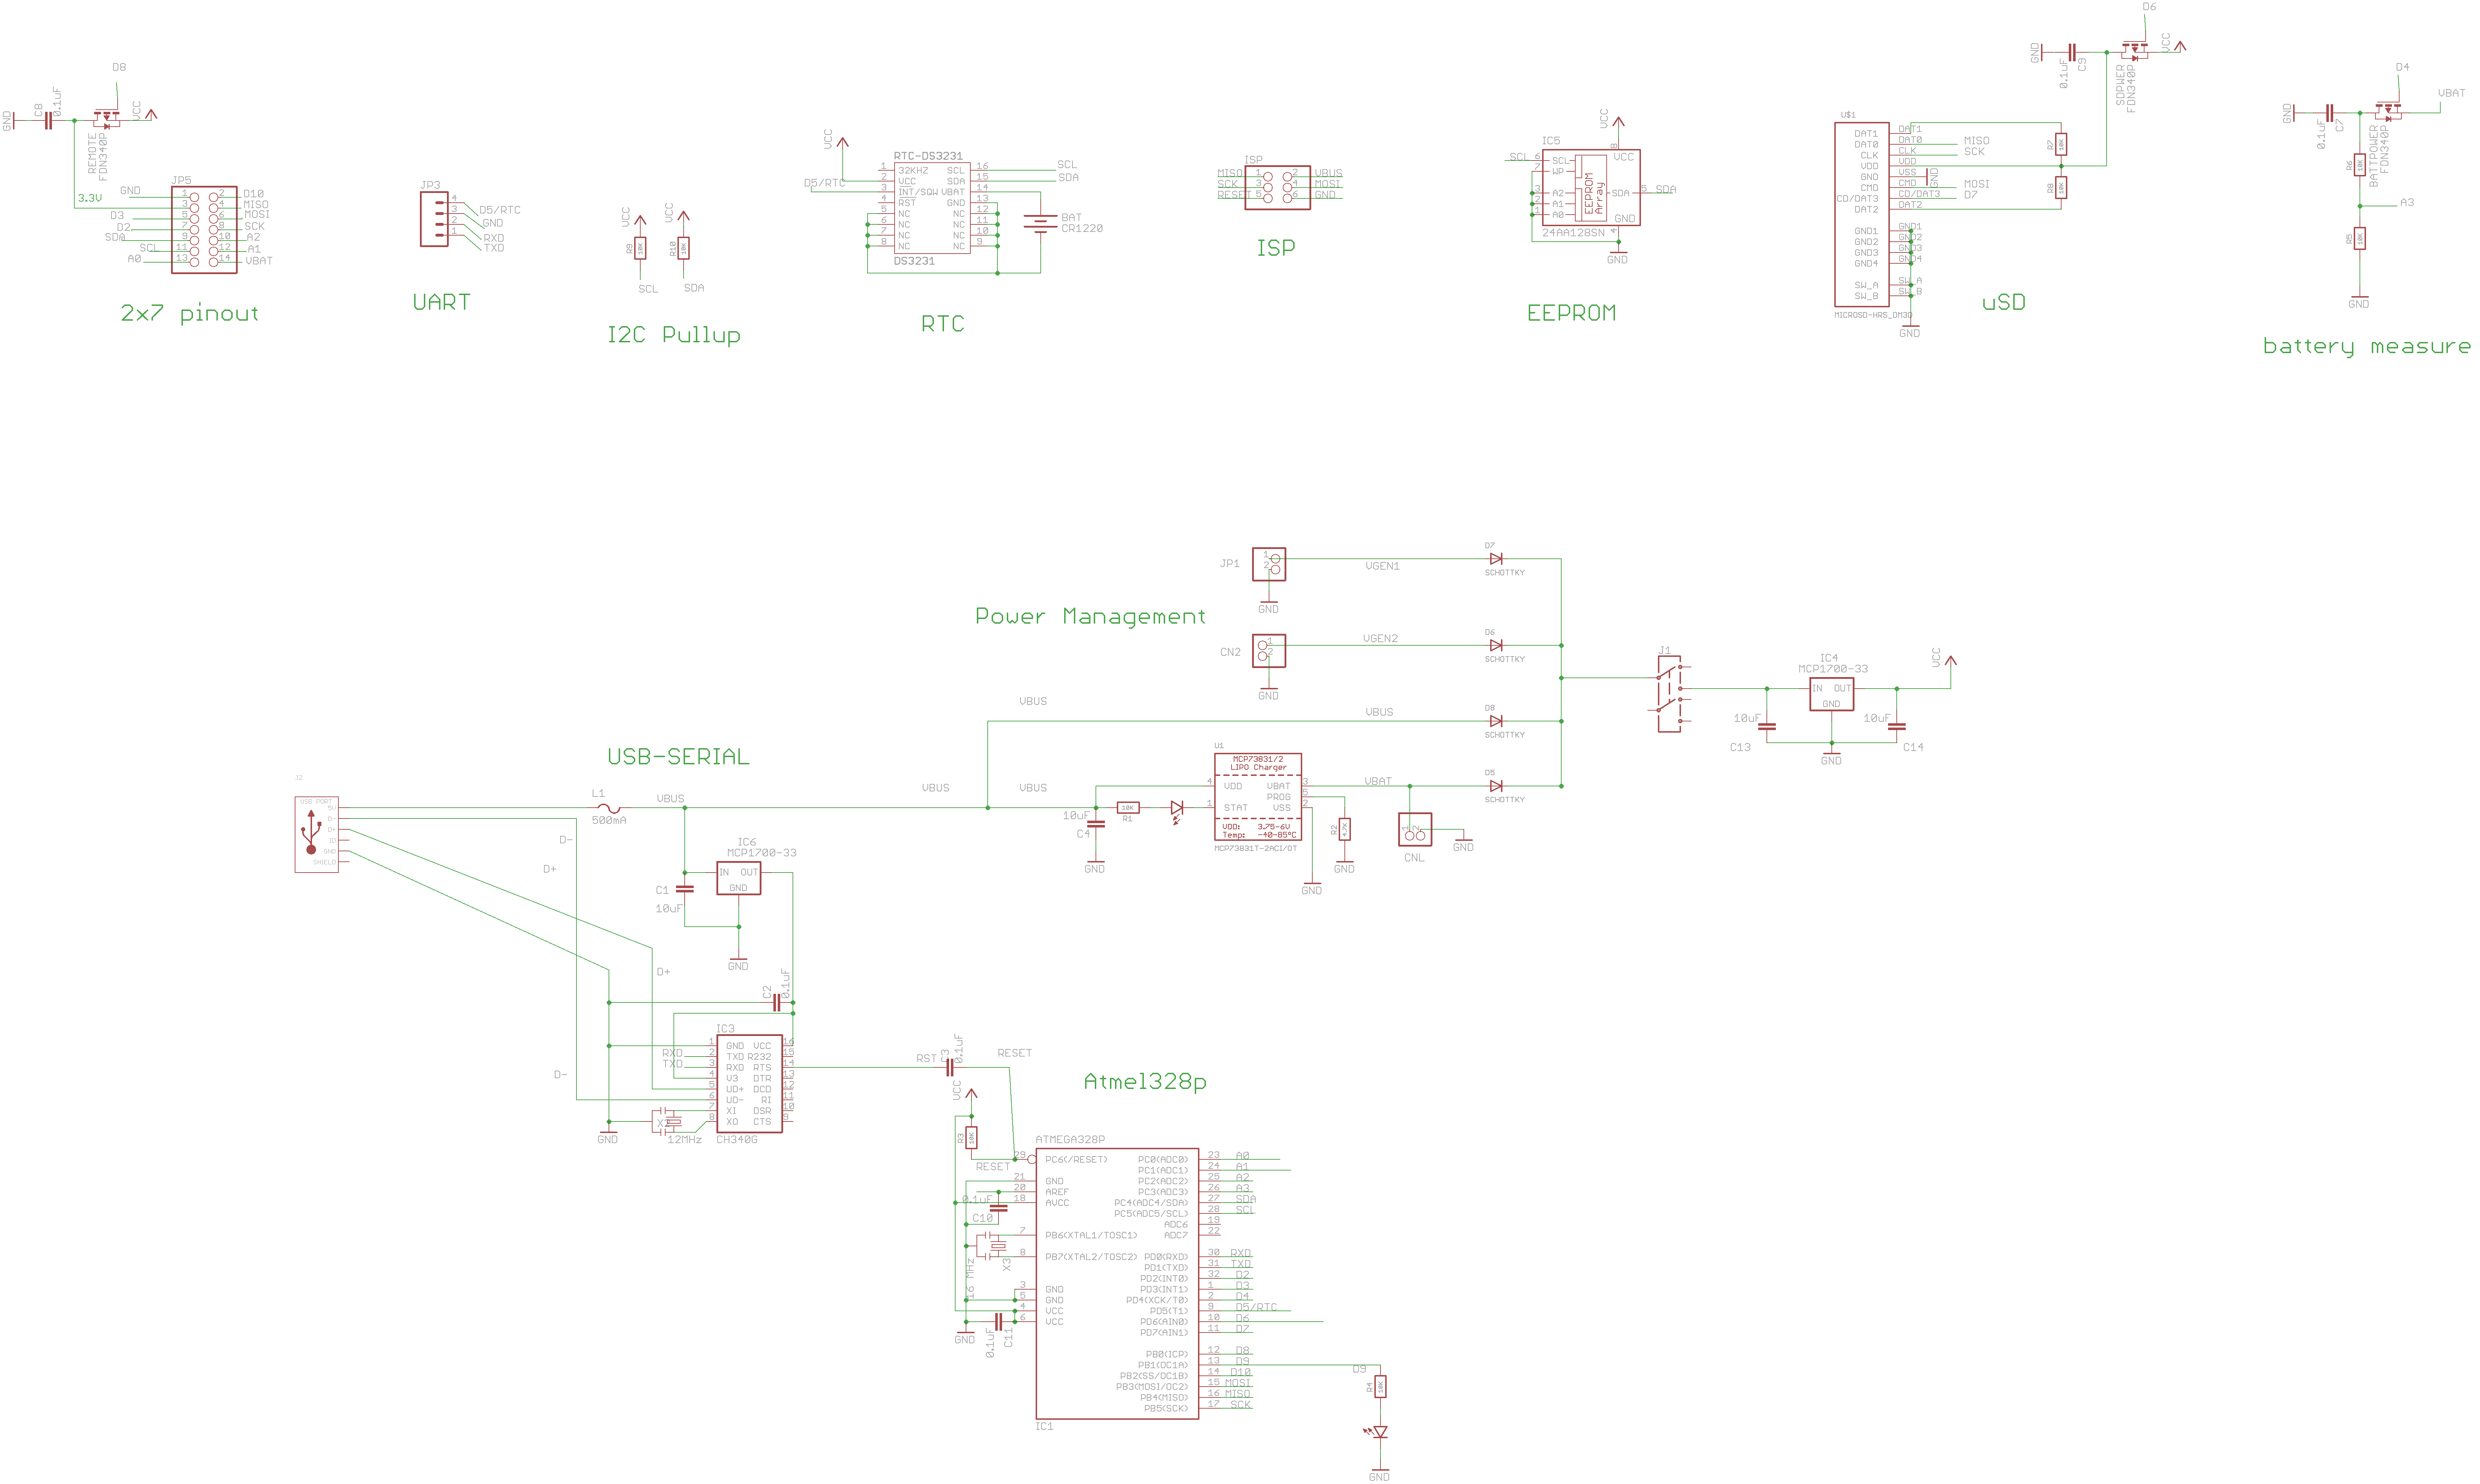 D8
GND
C8
0.1uF
VCC
REMOTE
FDN340P
JP5
GND
3.3V
D3
D2
SDA
SCL
A0
1
3
5
7
9
11
13
2
4
6
8
10
12
14
D10
MISO
MOSI
SCK
A2
A1
VBAT
2x7 pinout
JP3
4
3
2
1
D5/RTC
GND
RXD
TXD
UART
VCC
R9
10K
SCL
VCC
R10
10K
SDA
I2C Pullup
VCC
D5/RTC
RTC-DS3231
1 32KHZ SCL 16
2 VCC SDA 15
3 INT/SQW VBAT 14
4 RST GND 13
5 NC NC 12
6 NC NC 11
7 NC NC 10
8 NC NC 9
DS3231
SCL
SDA
BAT
CR1220
RTC
ISP
MISO 1 2 VBUS
SCK 3 4 MOSI
RESET 5 6 GND
ISP
VCC
IC5
8
VCC
SCL 6 SCL
7 WP
3 A2
2 A1
1 A0
EEPROM
Array
SDA 5 SDA
GND
4
24AA128SN
GND
EEPROM
D6
GND
0.1uF
C9
VCC
SDPOWER
FDN340P
U$1
DAT1 DAT1
DAT0 DAT0 MISO
CLK CLK SCK
VDD VDD
GND VSS GND
CMD CMD MOSI
CD/DAT3 CD/DAT3 D7
DAT2 DAT2
GND1 GND1
GND2 GND2
GND3 GND3
GND4 GND4
SW_A SW_A
SW_B SW_B
MICROSD-HRS_DM3D
GND
R7
10K
R8
10K
uSD
D4
VBAT
GND
0.1uF
C7
BATTPOWER
FDN340P
R6
10K
A3
R5
10K
GND
battery measure
JP1
1
2
GND
VGEN1
D7
SCHOTTKY
Power Management
CN2
1
2
GND
VGEN2
D6
SCHOTTKY
VBUS
VBUS
D8
SCHOTTKY
J1
IC4
MCP1700-33
IN OUT
GND
VCC
10uF
C13
10uF
C14
GND
USB-SERIAL
J2
USB PORT
5V
D-
D+
ID
GND
SHIELD
L1
500mA
VBUS
VBUS
VBUS
D-
D+
10uF
C4
GND
10K
R1
U1
MCP73831/2
LIPO Charger
4 VDD VBAT 3
PROG 5
1 STAT VSS 2
VDD: 3.75-6V
Temp: -40-85°C
MCP73831T-2ACI/OT
GND
R2
4.7K
GND
VBAT
D5
SCHOTTKY
1
2
CNL
GND
IC6
MCP1700-33
IN OUT
GND
C1
10uF
GND
D+
C2
0.1uF
D-
IC3
1 GND VCC 16
RXD 2 TXD R232 15
TXD 3 RXD RTS 14
4 V3 DTR 13
5 UD+ DCD 12
6 UD- RI 11
7 XI DSR 10
8 XO CTS 9
CH340G
X2
12MHz
GND
RST
C3
0.1uF
RESET
VCC
R3
10K
RESET
Atmel328p
ATMEGA328P
29 PC6(/RESET)
21 GND
20 AREF
18 AVCC
7 PB6(XTAL1/TOSC1)
8 PB7(XTAL2/TOSC2)
3 GND
5 GND
4 VCC
6 VCC
PC0(ADC0) 23 A0
PC1(ADC1) 24 A1
PC2(ADC2) 25 A2
PC3(ADC3) 26 A3
PC4(ADC4/SDA) 27 SDA
PC5(ADC5/SCL) 28 SCL
ADC6 19
ADC7 22
PD0(RXD) 30 RXD
PD1(TXD) 31 TXD
PD2(INT0) 32 D2
PD3(INT1) 1 D3
PD4(XCK/T0) 2 D4
PD5(T1) 9 D5/RTC
PD6(AIN0) 10 D6
PD7(AIN1) 11 D7
PB0(ICP) 12 D8
PB1(OC1A) 13 D9
PB2(SS/OC1B) 14 D10
PB3(MOSI/OC2) 15 MOSI
PB4(MISO) 16 MISO
PB5(SCK) 17 SCK
IC1
0.1uF
C10
16 MHz
X3
GND
0.1uF
C11
D9
R4
10K
GND